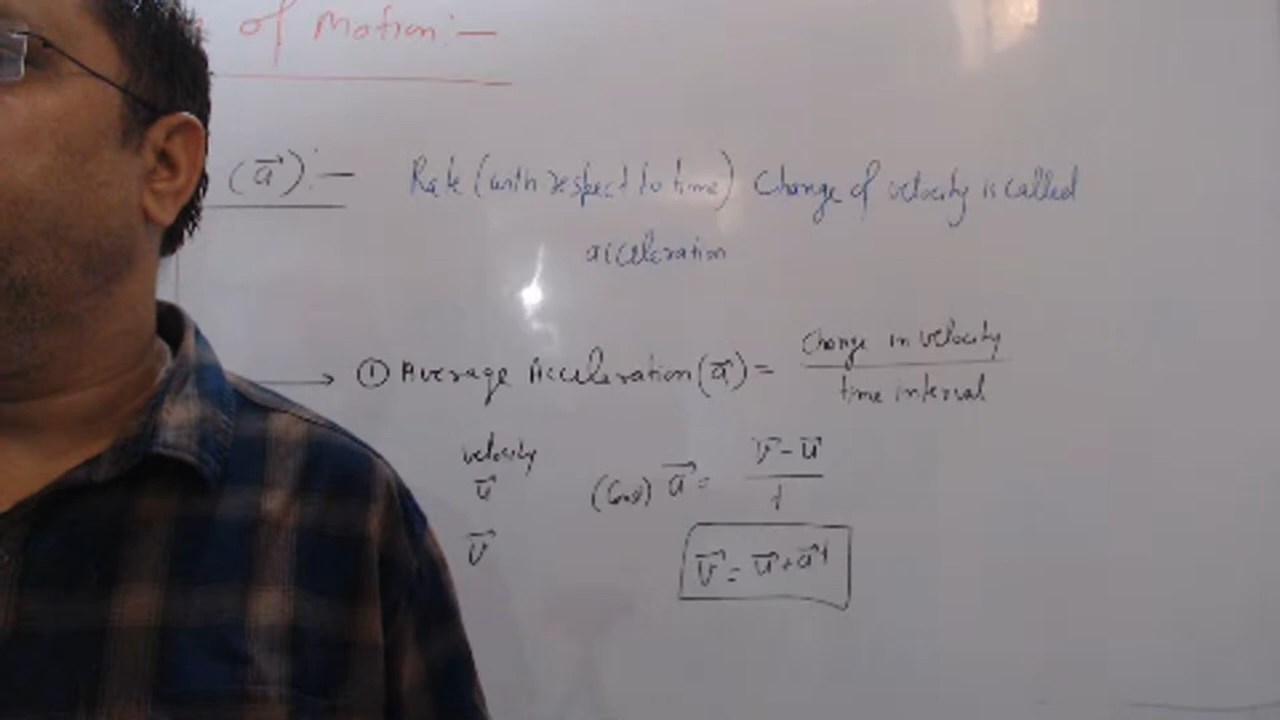 of Motion:-
(a⃗):- Rate (with respect to time) Change of velocity is called
acceleration
→ ① Average Acceleration (a⃗) = Change in velocity / time interval
velocity
u⃗
a⃗ = v⃗ - u⃗ / t
v⃗
v⃗ = u⃗ + a⃗t